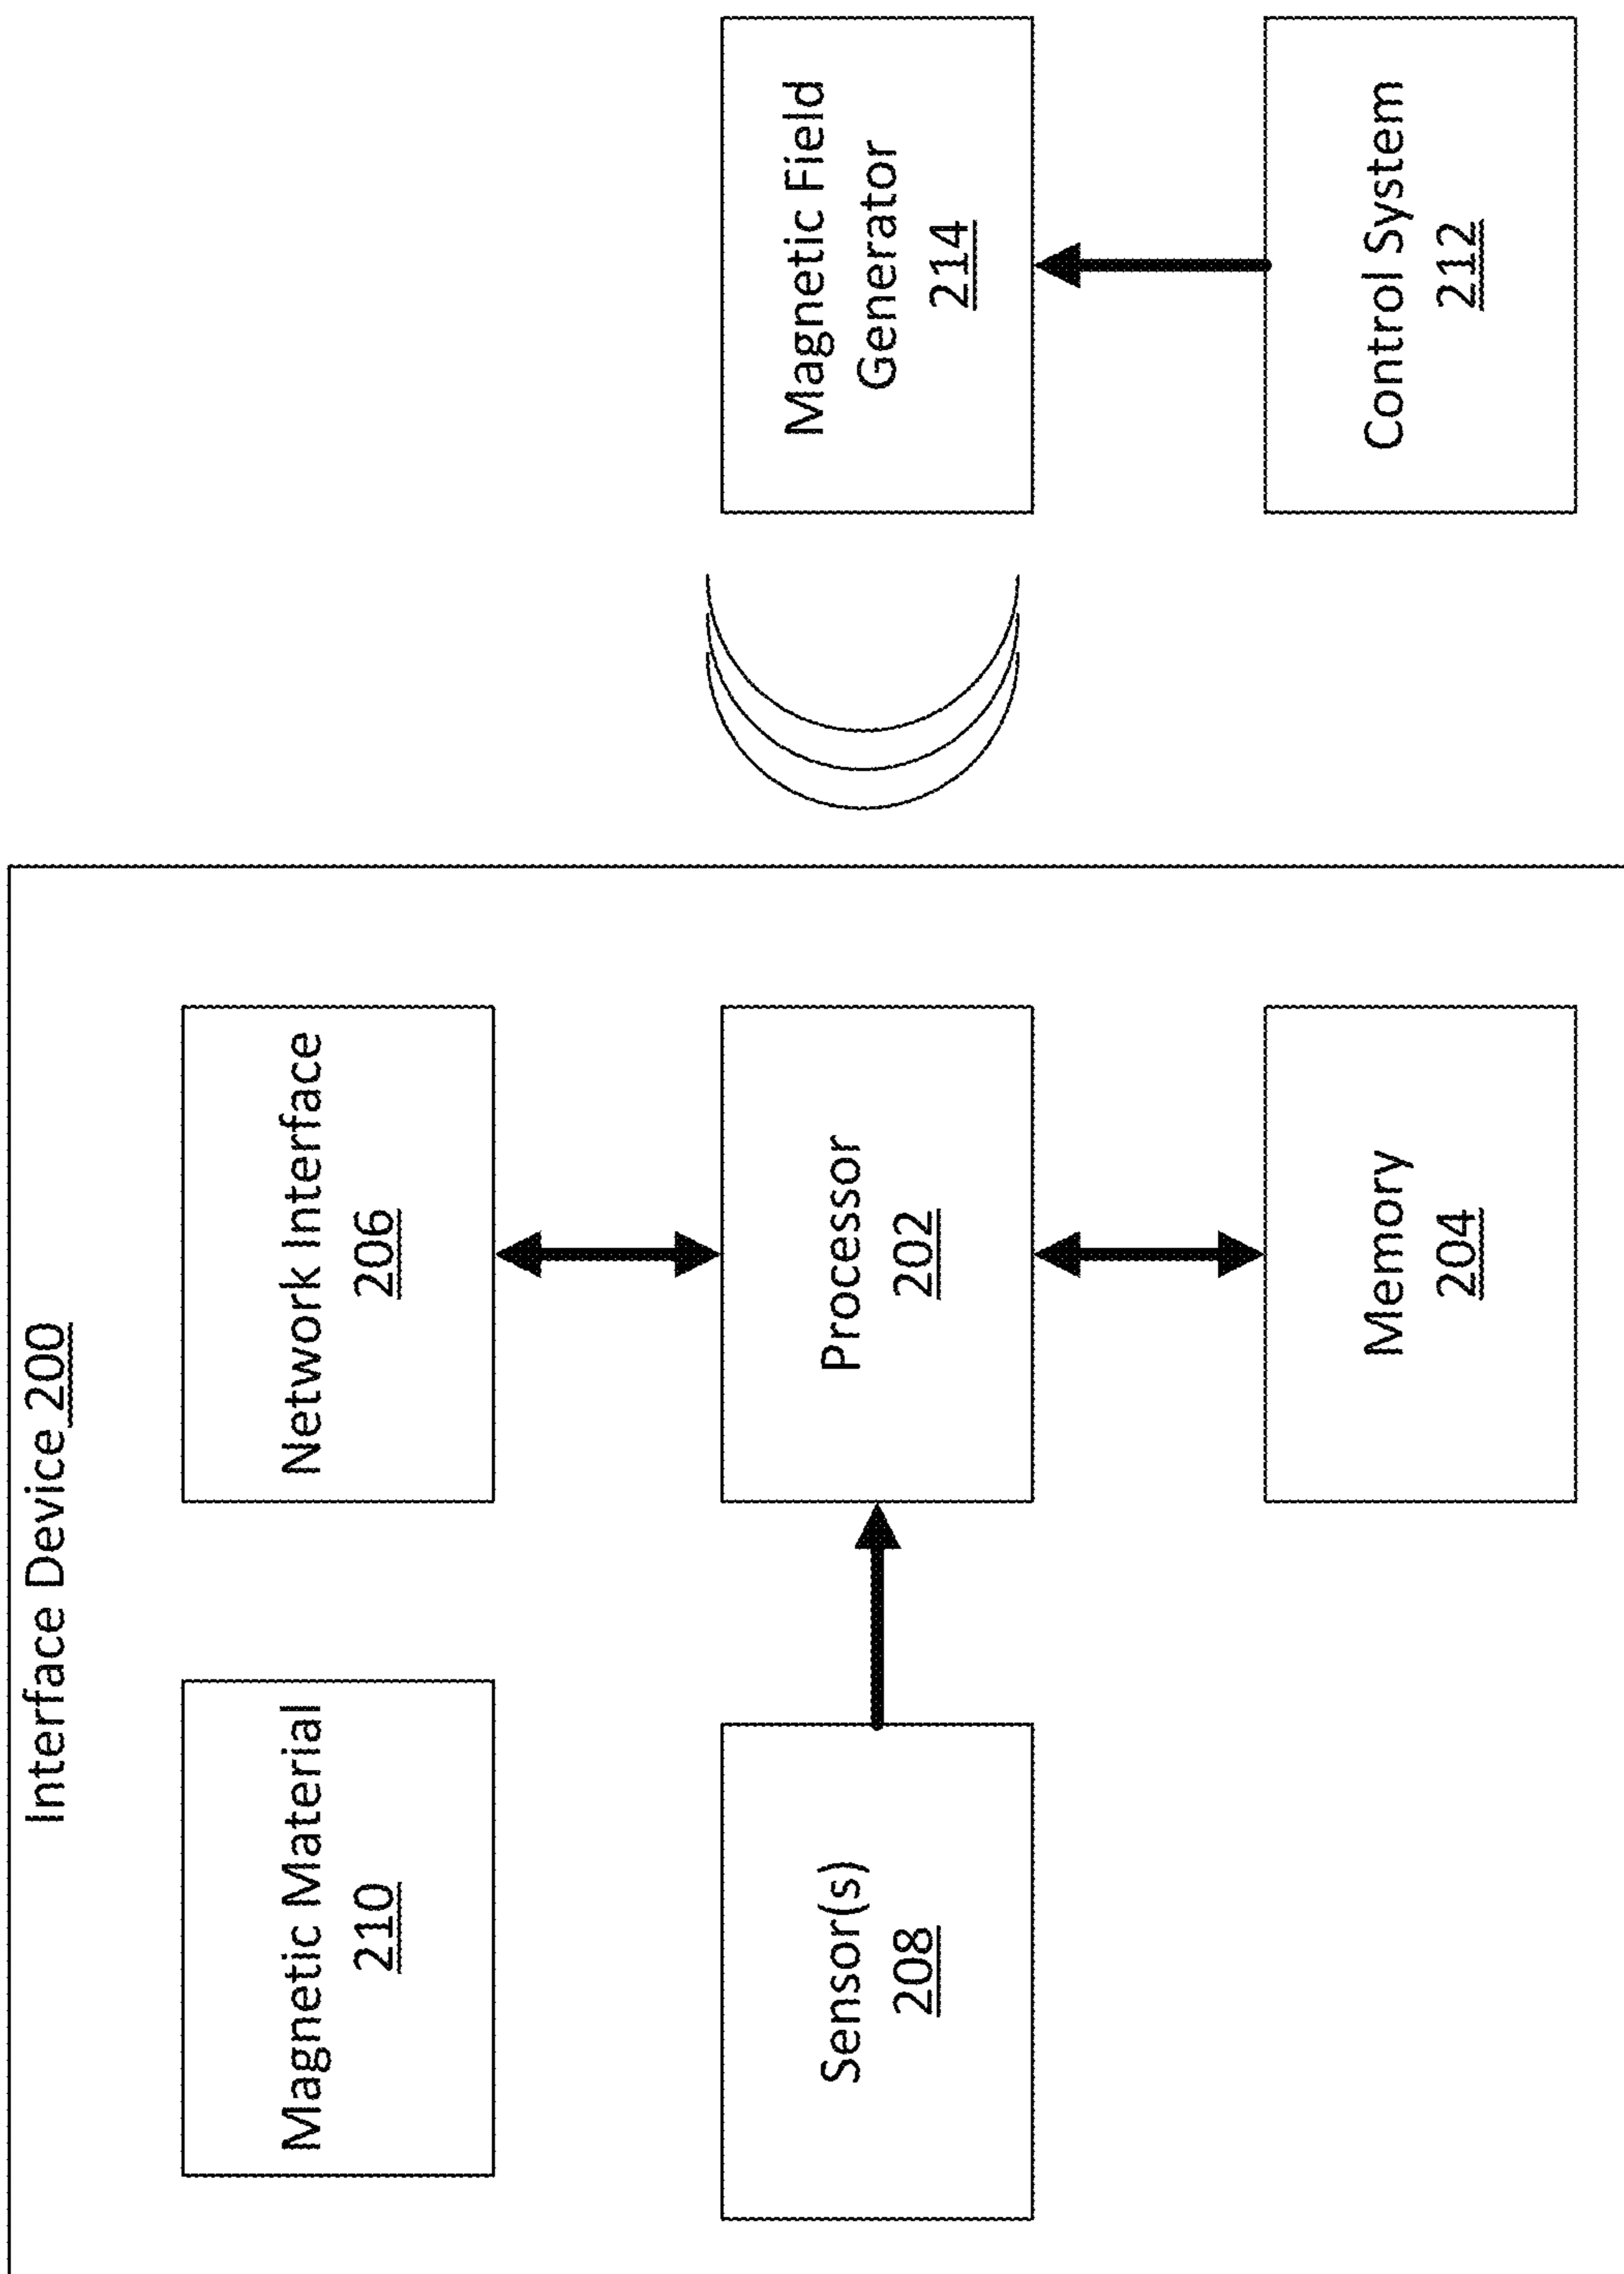 Interface Device 200
Magnetic Material
210
Network Interface
206
Sensor(s)
208
Processor
202
Magnetic Field
Generator
214
Memory
204
Control System
212